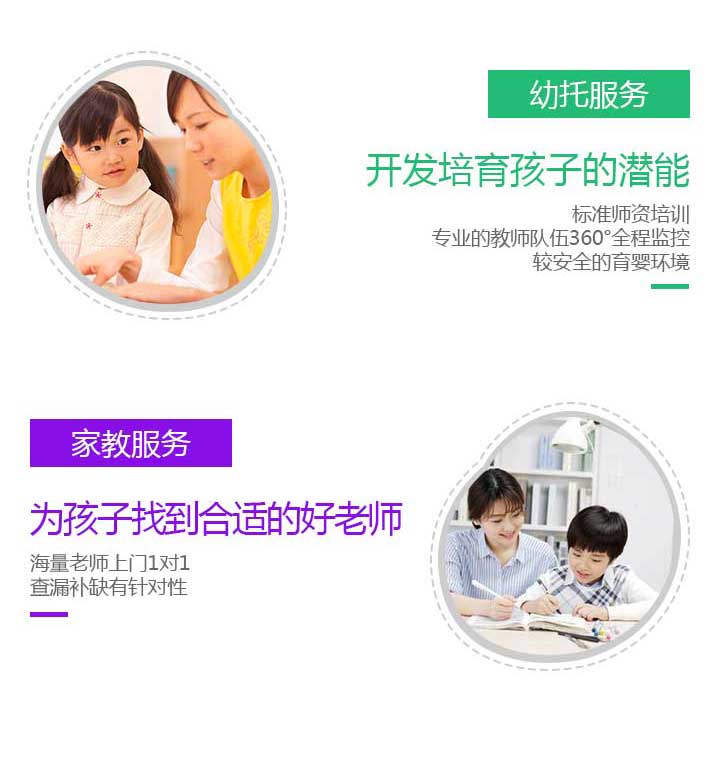 幼托服务
开发培育孩子的潜能
标准师资培训
专业的教师队伍360°全程监控
较安全的育婴环境
家教服务
为孩子找到合适的好老师
海量老师上门1对1
查漏补缺有针对性